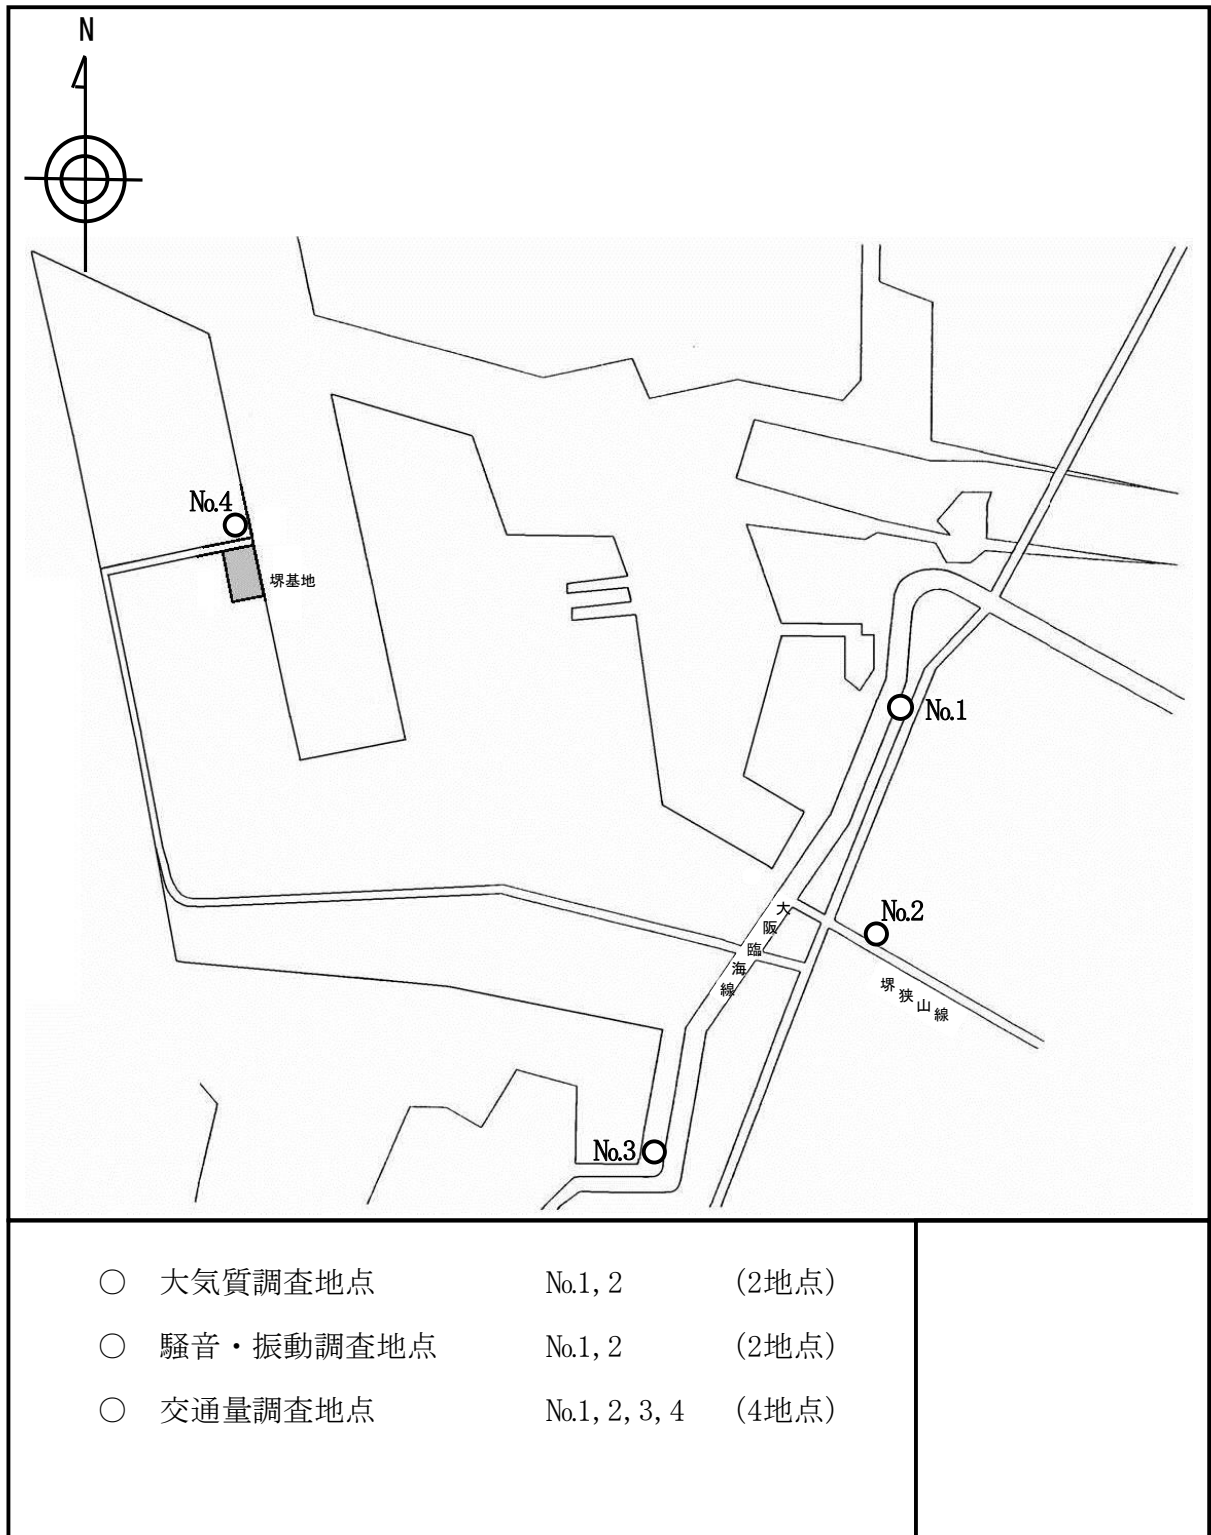 N
No.4
堺基地
No.1
No.2
大阪臨海線
堺狭山線
No.3
○ 大気質調査地点 No.1, 2 (2地点)
○ 騒音・振動調査地点 No.1, 2 (2地点)
○ 交通量調査地点 No.1, 2, 3, 4 (4地点)